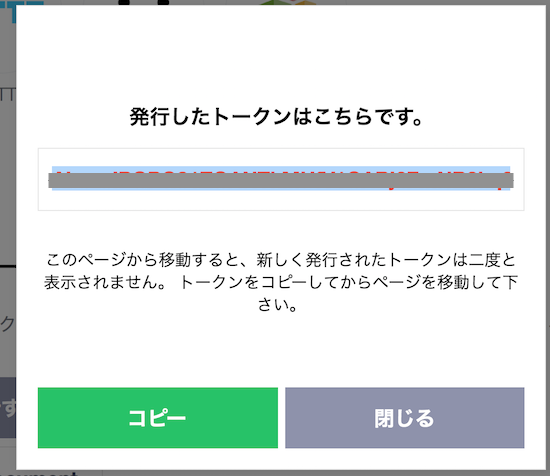 発行したトークンはこちらです。
このページから移動すると、新しく発行されたトークンは二度と
表示されません。 トークンをコピーしてからページを移動して下
さい。
コピー
閉じる